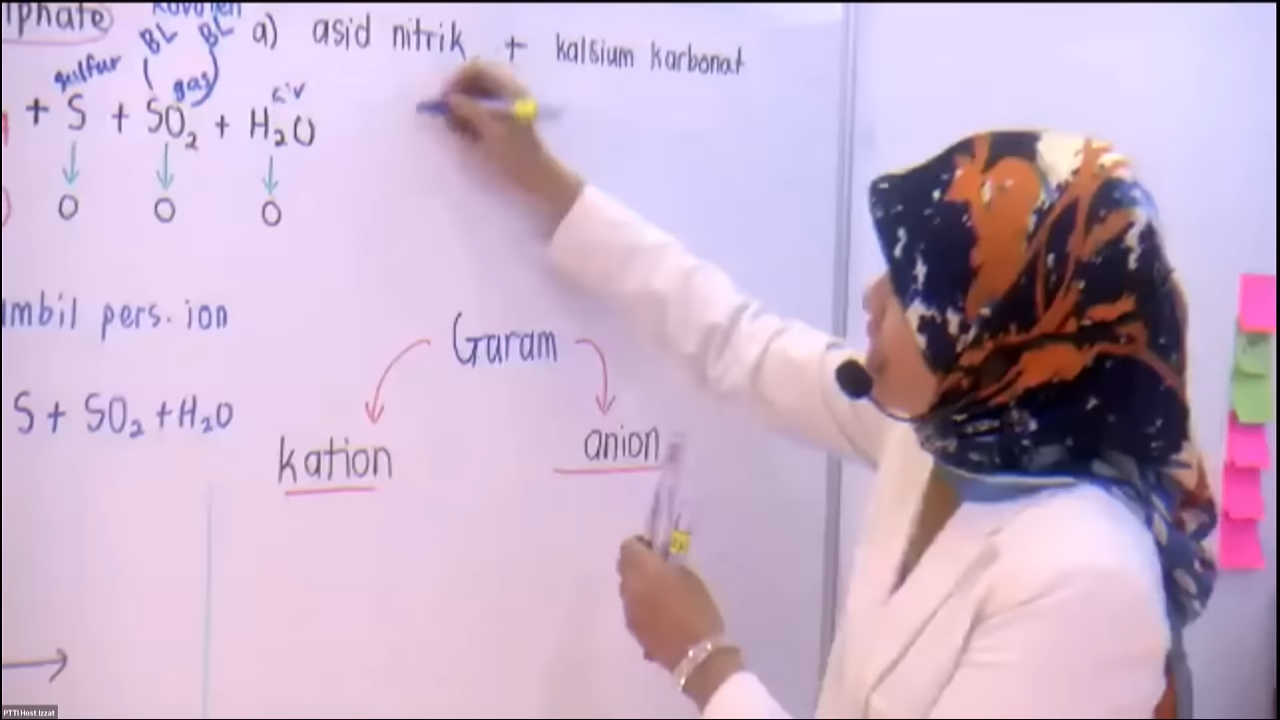 lphate
kovalen
BL BL
a) asid nitrik + kalsium karbonat
sulfur
gas
air
+ S + SO₂ + H₂O
↓ ↓ ↓
0 0 0
mbil pers. ion
Garam
S + SO₂ + H₂O
kation
anion
→
PTTI Host Izzat